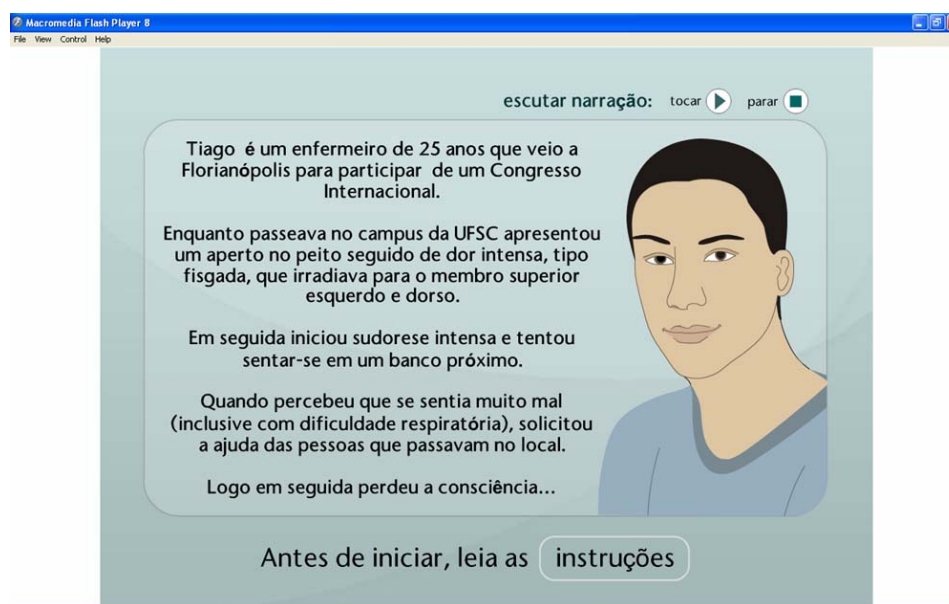 Macromedia Flash Player 8
File View Control Help
escutar narração: tocar parar
Tiago é um enfermeiro de 25 anos que veio a
Florianópolis para participar de um Congresso
Internacional.
Enquanto passeava no campus da UFSC apresentou
um aperto no peito seguido de dor intensa, tipo
fisgada, que irradiava para o membro superior
esquerdo e dorso.
Em seguida iniciou sudorese intensa e tentou
sentar-se em um banco próximo.
Quando percebeu que se sentia muito mal
(inclusive com dificuldade respiratória), solicitou
a ajuda das pessoas que passavam no local.
Logo em seguida perdeu a consciência...
Antes de iniciar, leia as instruções